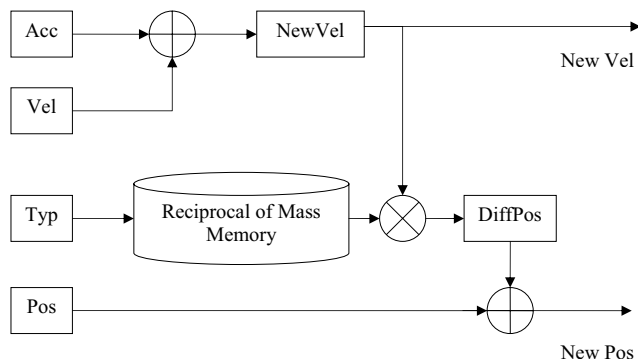 Acc
NewVel
New Vel
Vel
Typ
Reciprocal of Mass
Memory
DiffPos
Pos
New Pos